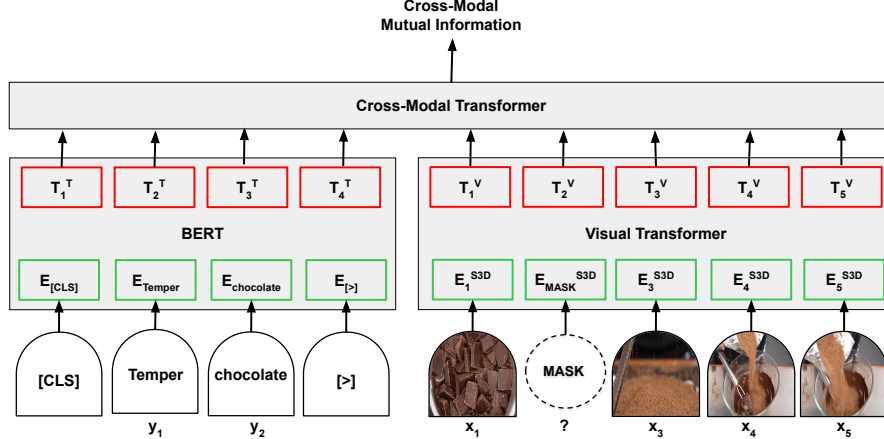 Cross-Modal
Mutual Information
Cross-Modal Transformer
T₁ᵀ T₂ᵀ T₃ᵀ T₄ᵀ T₁ⱽ T₂ⱽ T₃ⱽ T₄ⱽ T₅ⱽ
BERT Visual Transformer
E[CLS] ETemper Echocolate E[>] E₁S3D EMASKS3D E₃S3D E₄S3D E₅S3D
[CLS] Temper chocolate [>] MASK
y₁ y₂ x₁ ? x₃ x₄ x₅